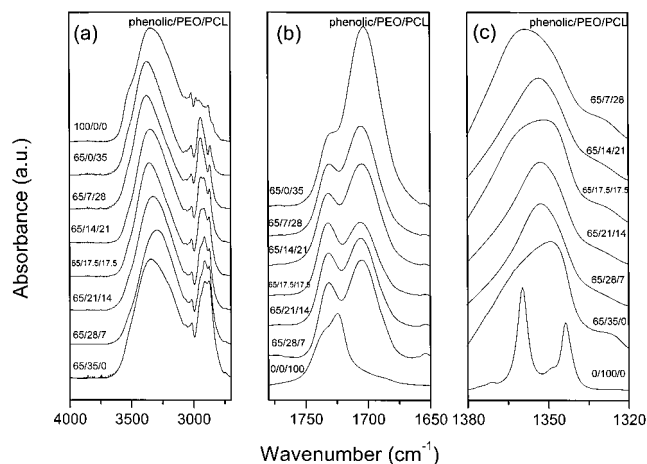 phenolic/PEO/PCL
(a)
100/0/0
65/0/35
65/7/28
65/14/21
65/17.5/17.5
65/21/14
65/28/7
65/35/0
4000 3500 3000
phenolic/PEO/PCL
(b)
65/0/35
65/7/28
65/14/21
65/17.5/17.5
65/21/14
65/28/7
0/0/100
1750 1700 1650
phenolic/PEO/PCL
(c)
65/7/28
65/14/21
65/17.5/17.5
65/21/14
65/28/7
65/35/0
0/100/0
1380 1350 1320
Absorbance (a.u.)
Wavenumber (cm-1)